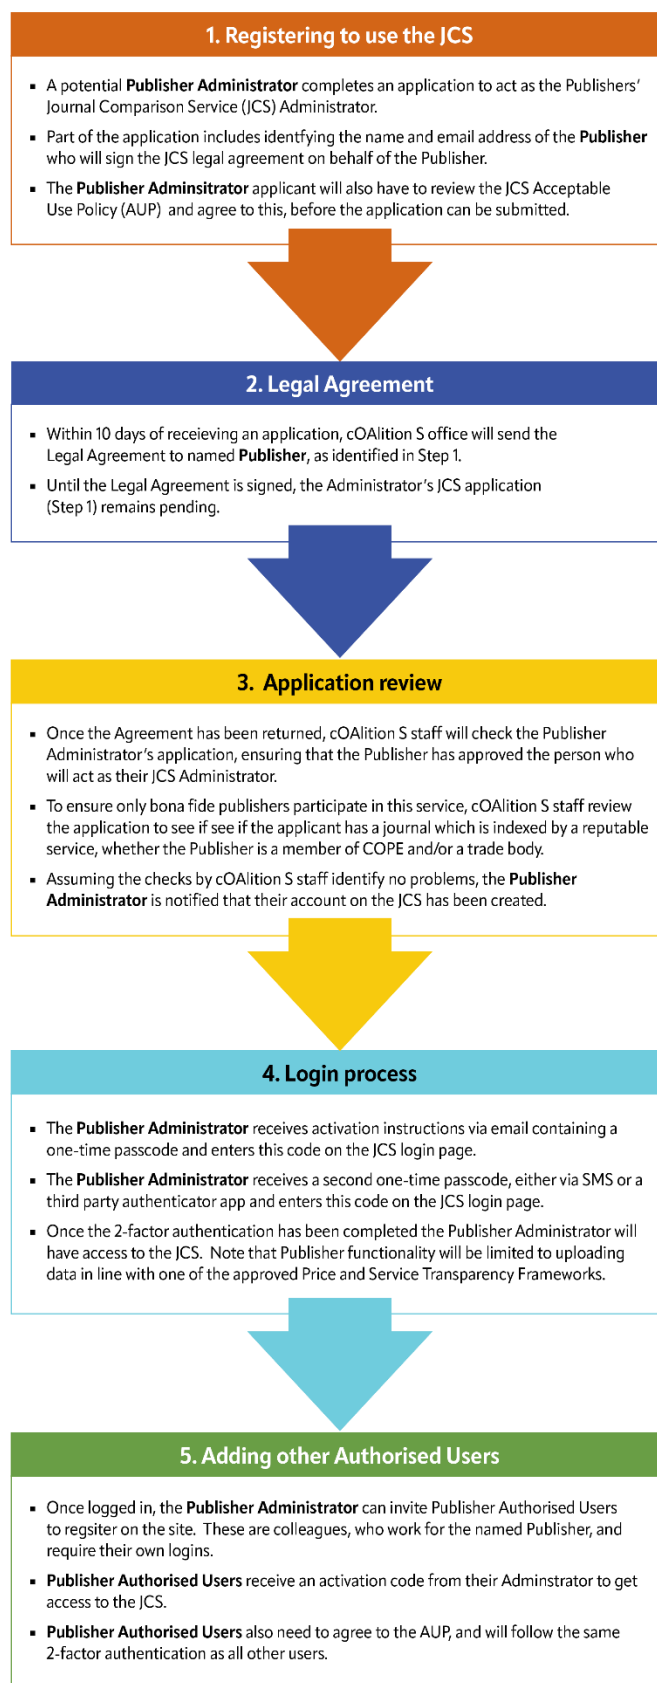 1. Registering to use the JCS
▪ A potential Publisher Administrator completes an application to act as the Publishers'
Journal Comparison Service (JCS) Administrator.
▪ Part of the application includes identfying the name and email address of the Publisher
who will sign the JCS legal agreement on behalf of the Publisher.
▪ The Publisher Adminsitrator applicant will also have to review the JCS Acceptable
Use Policy (AUP) and agree to this, before the application can be submitted.
2. Legal Agreement
▪ Within 10 days of receieving an application, cOAlition S office will send the
Legal Agreement to named Publisher, as identified in Step 1.
▪ Until the Legal Agreement is signed, the Administrator's JCS application
(Step 1) remains pending.
3. Application review
▪ Once the Agreement has been returned, cOAlition S staff will check the Publisher
Administrator's application, ensuring that the Publisher has approved the person who
will act as their JCS Administrator.
▪ To ensure only bona fide publishers participate in this service, cOAlition S staff review
the application to see if see if the applicant has a journal which is indexed by a reputable
service, whether the Publisher is a member of COPE and/or a trade body.
▪ Assuming the checks by cOAlition S staff identify no problems, the Publisher
Administrator is notified that their account on the JCS has been created.
4. Login process
▪ The Publisher Administrator receives activation instructions via email containing a
one-time passcode and enters this code on the JCS login page.
▪ The Publisher Administrator receives a second one-time passcode, either via SMS or a
third party authenticator app and enters this code on the JCS login page.
▪ Once the 2-factor authentication has been completed the Publisher Administrator will
have access to the JCS. Note that Publisher functionality will be limited to uploading
data in line with one of the approved Price and Service Transparency Frameworks.
5. Adding other Authorised Users
▪ Once logged in, the Publisher Administrator can invite Publisher Authorised Users
to regsiter on the site. These are colleagues, who work for the named Publisher, and
require their own logins.
▪ Publisher Authorised Users receive an activation code from their Adminstrator to get
access to the JCS.
▪ Publisher Authorised Users also need to agree to the AUP, and will follow the same
2-factor authentication as all other users.